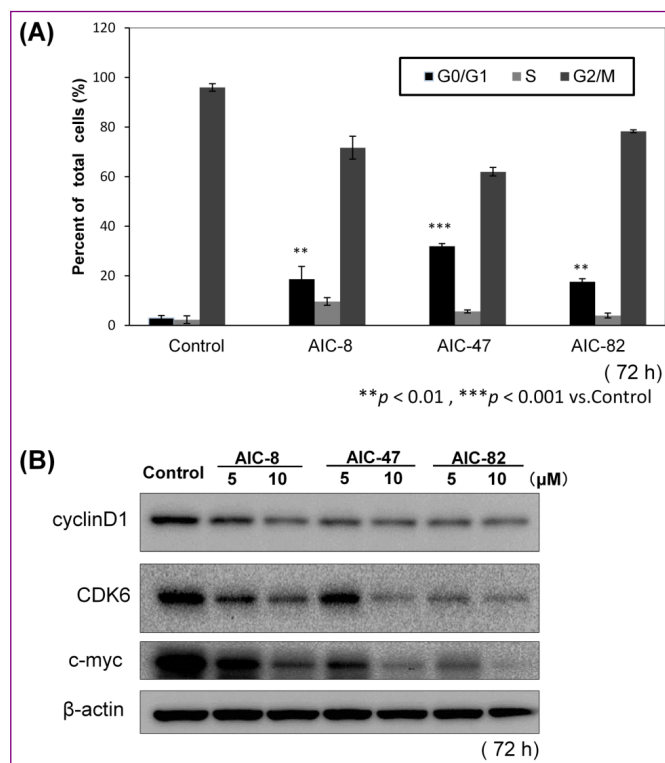 (A)
Percent of total cells (%)
120
100
80
60
40
20
0
G0/G1 S G2/M
** *** **
Control AIC-8 AIC-47 AIC-82
( 72 h)
**p < 0.01 , ***p < 0.001 vs.Control
(B)
Control AIC-8 AIC-47 AIC-82
5 10 5 10 5 10 (μM)
cyclinD1
CDK6
c-myc
β-actin
( 72 h)